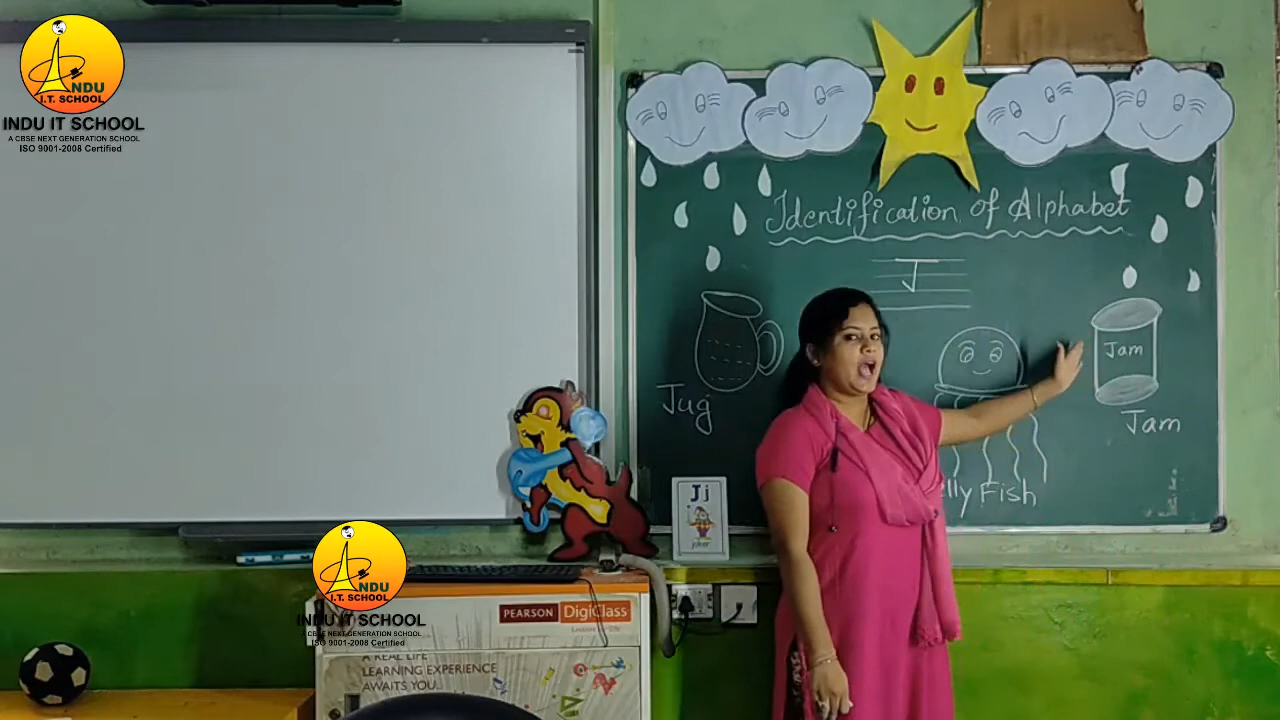 ANDU
I.T. SCHOOL
INDU IT SCHOOL
A CBSE NEXT GENERATION SCHOOL
ISO 9001-2008 Certified
Identification of Alphabet
J
Jam
Jug
Jam
lly Fish
Jj
joker
ANDU
I.T. SCHOOL
INDU IT SCHOOL
A CBSE NEXT GENERATION SCHOOL
ISO 9001-2008 Certified
PEARSON DigiClass
A REAL LIFE
LEARNING EXPERIENCE
AWAITS YOU